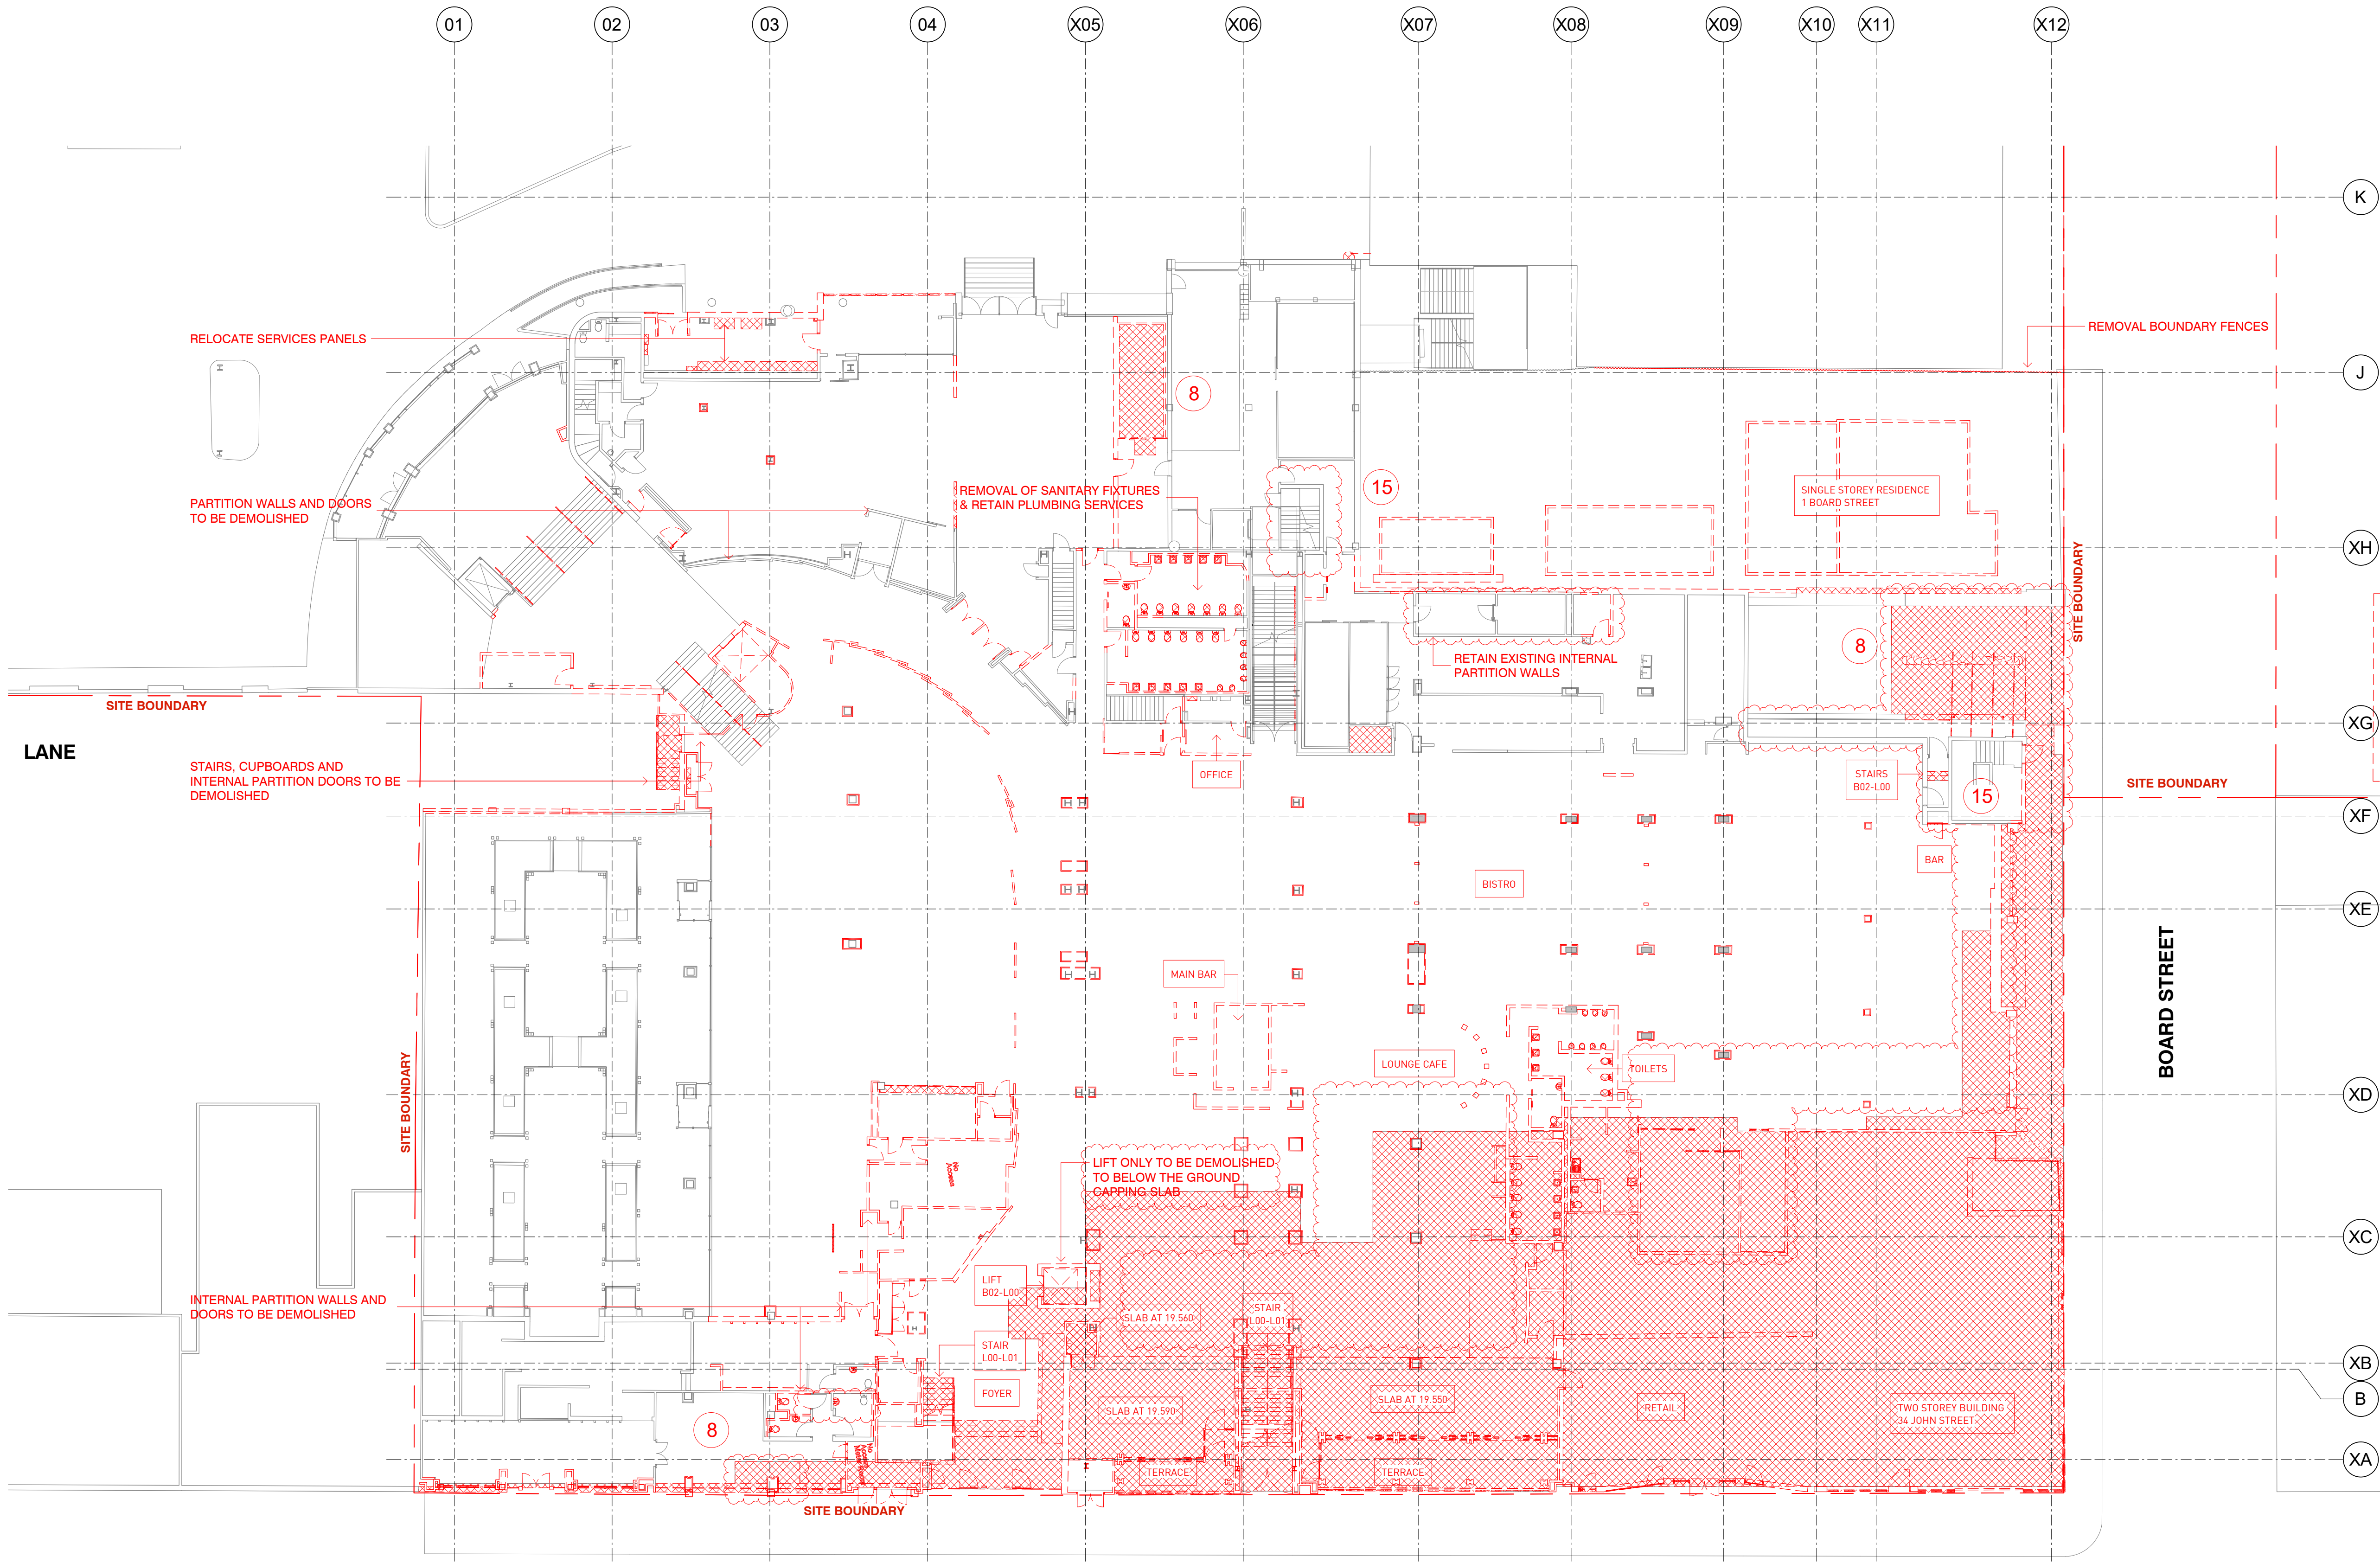 01
02
03
04
X05
X06
X07
X08
X09
X10
X11
X12
K
REMOVAL BOUNDARY FENCES
RELOCATE SERVICES PANELS
J
8
15
REMOVAL OF SANITARY FIXTURES
& RETAIN PLUMBING SERVICES
SINGLE STOREY RESIDENCE
1 BOARD STREET
PARTITION WALLS AND DOORS
TO BE DEMOLISHED
XH
SITE BOUNDARY
8
RETAIN EXISTING INTERNAL
PARTITION WALLS
SITE BOUNDARY
XG
LANE
STAIRS, CUPBOARDS AND
INTERNAL PARTITION DOORS TO BE
DEMOLISHED
OFFICE
STAIRS
B02-L00
15
SITE BOUNDARY
XF
BAR
BISTRO
XE
MAIN BAR
BOARD STREET
LOUNGE CAFE
TOILETS
SITE BOUNDARY
XD
No
Access
LIFT ONLY TO BE DEMOLISHED
TO BELOW THE GROUND
CAPPING SLAB
XC
LIFT
B02-L00
INTERNAL PARTITION WALLS AND
DOORS TO BE DEMOLISHED
SLAB AT 19.560
STAIR
L00-L01
STAIR
L00-L01
XB
FOYER
B
SLAB AT 19.590
SLAB AT 19.550
RETAIL
TWO STOREY BUILDING
34 JOHN STREET
8
No
Access
Meter Room
XA
TERRACE
TERRACE
SITE BOUNDARY